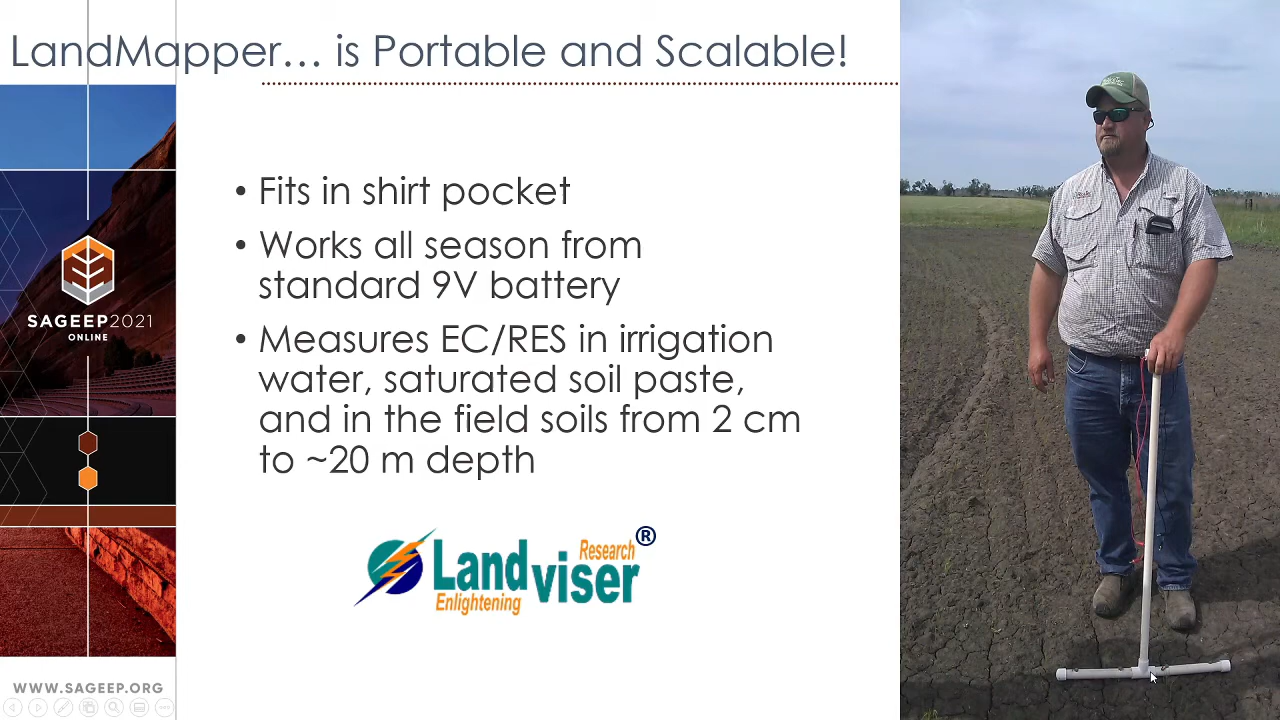 LandMapper… is Portable and Scalable!
• Fits in shirt pocket
• Works all season from
standard 9V battery
• Measures EC/RES in irrigation
water, saturated soil paste,
and in the field soils from 2 cm
to ~20 m depth
SAGEEP2021
ONLINE
Landviser®
Research
Enlightening
WWW.SAGEEP.ORG